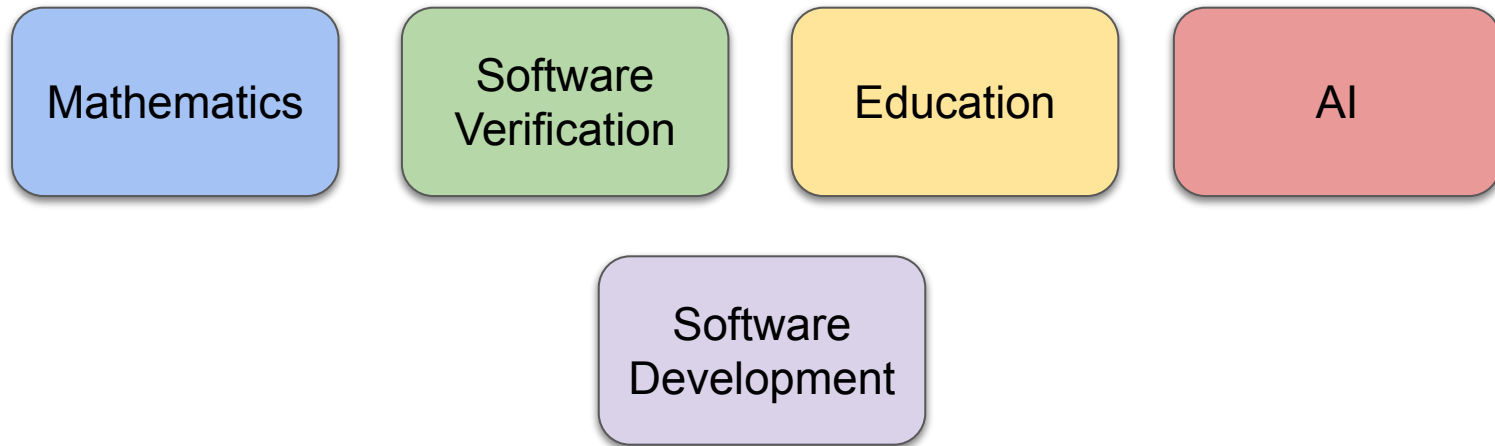 Mathematics
Software
Verification
Education
AI
Software
Development